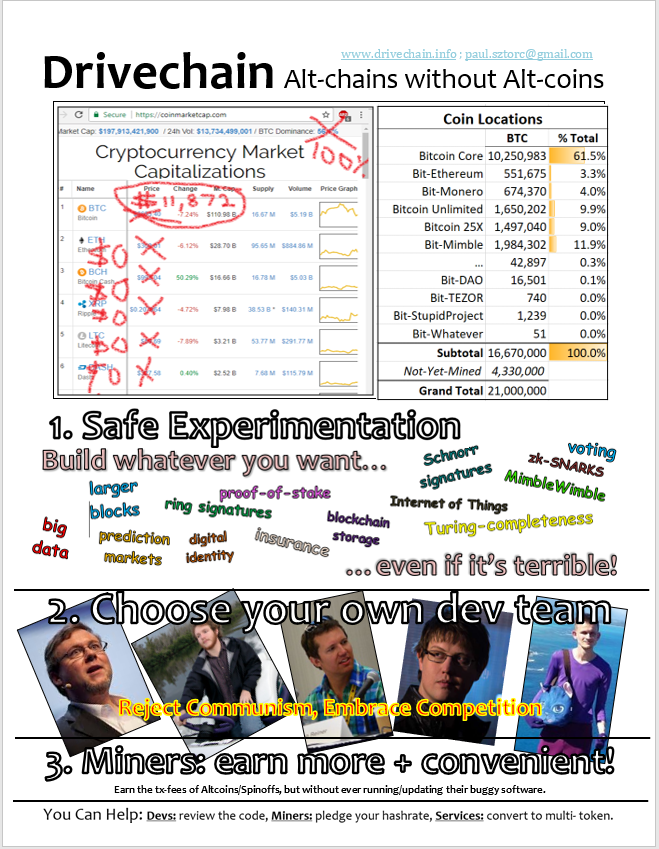 www.drivechain.info : paul.sztorc@gmail.com
Drivechain Alt-chains without Alt-coins
Secure https://coinmarketcap.com
Market Cap: $197,913,421,900 / 24h Vol: $13,734,489,001 / BTC Dominance:
100%
Cryptocurrency Market
Capitalizations
# Name Price Change Supply Volume Price Graph
$11,872
1 BTC -7.24% $110.98 B 16.67 M $5.19 B
Bitcoin
2 ETH -6.12% $28.70 B 95.65 M $884.86 M
$0 X
3 BCH 50.29% $16.66 B 16.78 M $5.03 B
Bitcoin Cash
$0 X
4 XRP -4.72% $7.98 B 38.53 B * $140.31 M
$0 X
5 LTC -7.89% $3.21 B 53.77 M $291.77 M
$0 X
6 DASH 0.40% $2.52 B 7.68 M $115.79 M
Dash
X
Coin Locations
BTC % Total
Bitcoin Core 10,250,983 61.5%
Bit-Ethereum 551,675 3.3%
Bit-Monero 674,370 4.0%
Bitcoin Unlimited 1,650,202 9.9%
Bitcoin 25X 1,497,040 9.0%
Bit-Mimble 1,984,302 11.9%
... 42,897 0.3%
Bit-DAO 16,501 0.1%
Bit-TEZOR 740 0.0%
Bit-StupidProject 1,239 0.0%
Bit-Whatever 51 0.0%
Subtotal 16,670,000 100.0%
Not-Yet-Mined 4,330,000
Grand Total 21,000,000
1. Safe Experimentation
Build whatever you want...
Schnorr
signatures
voting
zk-SNARKS
MimbleWimble
larger
blocks
proof-of-stake
ring signatures
Internet of Things
big
data
prediction
markets
digital
identity
insurance
blockchain
storage
Turing-completeness
...even if it's terrible!
2. Choose your own dev team
Reject Communism, Embrace Competition
3. Miners: earn more + convenient!
Earn the tx-fees of Altcoins/Spinoffs, but without ever running/updating their buggy software.
You Can Help: Devs: review the code, Miners: pledge your hashrate, Services: convert to multi- token.